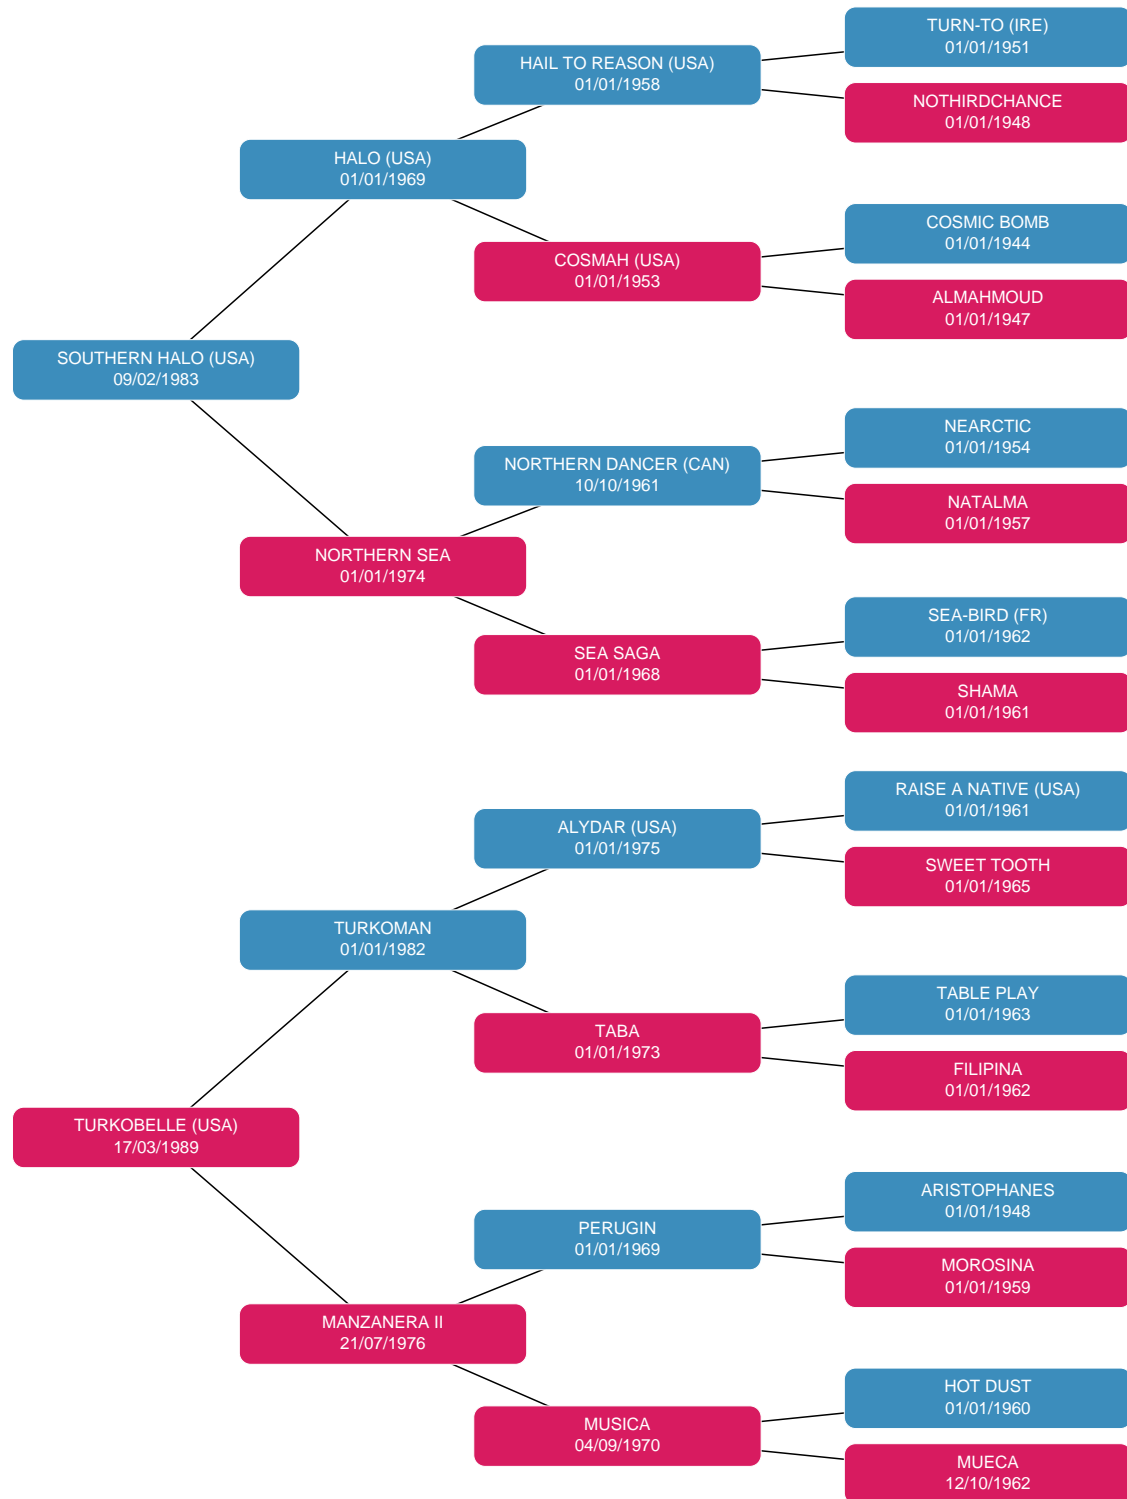 TURN-TO (IRE)
01/01/1951
HAIL TO REASON (USA)
01/01/1958
NOTHIRDCHANCE
01/01/1948
HALO (USA)
01/01/1969
COSMIC BOMB
01/01/1944
COSMAH (USA)
01/01/1953
ALMAHMOUD
01/01/1947
SOUTHERN HALO (USA)
09/02/1983
NEARCTIC
01/01/1954
NORTHERN DANCER (CAN)
10/10/1961
NATALMA
01/01/1957
NORTHERN SEA
01/01/1974
SEA-BIRD (FR)
01/01/1962
SEA SAGA
01/01/1968
SHAMA
01/01/1961
RAISE A NATIVE (USA)
01/01/1961
ALYDAR (USA)
01/01/1975
SWEET TOOTH
01/01/1965
TURKOMAN
01/01/1982
TABLE PLAY
01/01/1963
TABA
01/01/1973
FILIPINA
01/01/1962
TURKOBELLE (USA)
17/03/1989
ARISTOPHANES
01/01/1948
PERUGIN
01/01/1969
MOROSINA
01/01/1959
MANZANERA II
21/07/1976
HOT DUST
01/01/1960
MUSICA
04/09/1970
MUECA
12/10/1962